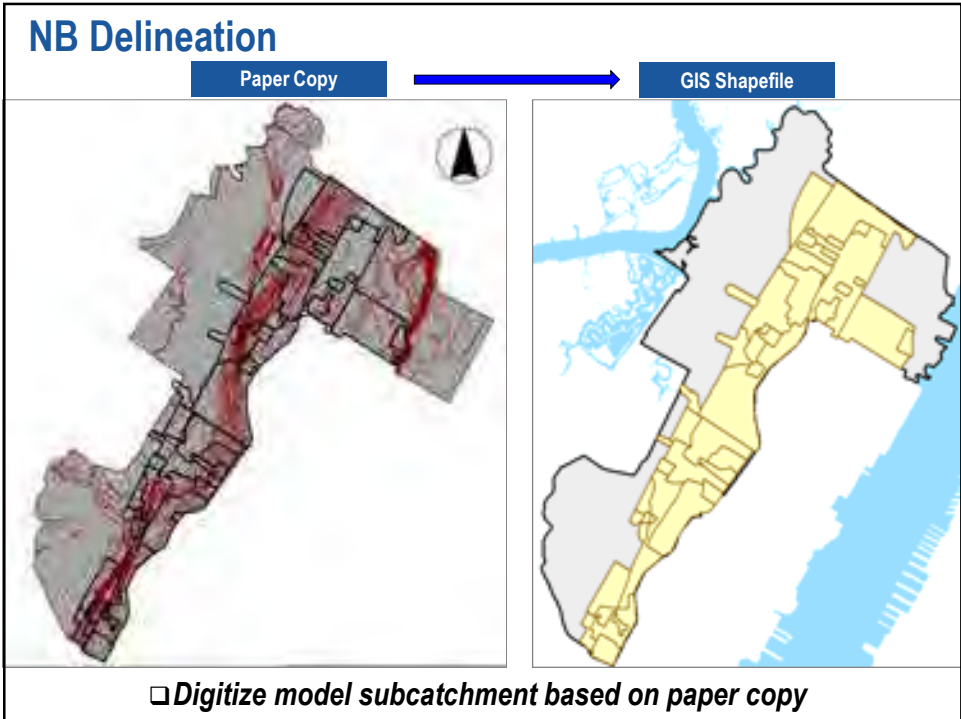 NB Delineation
Paper Copy
GIS Shapefile
❑Digitize model subcatchment based on paper copy